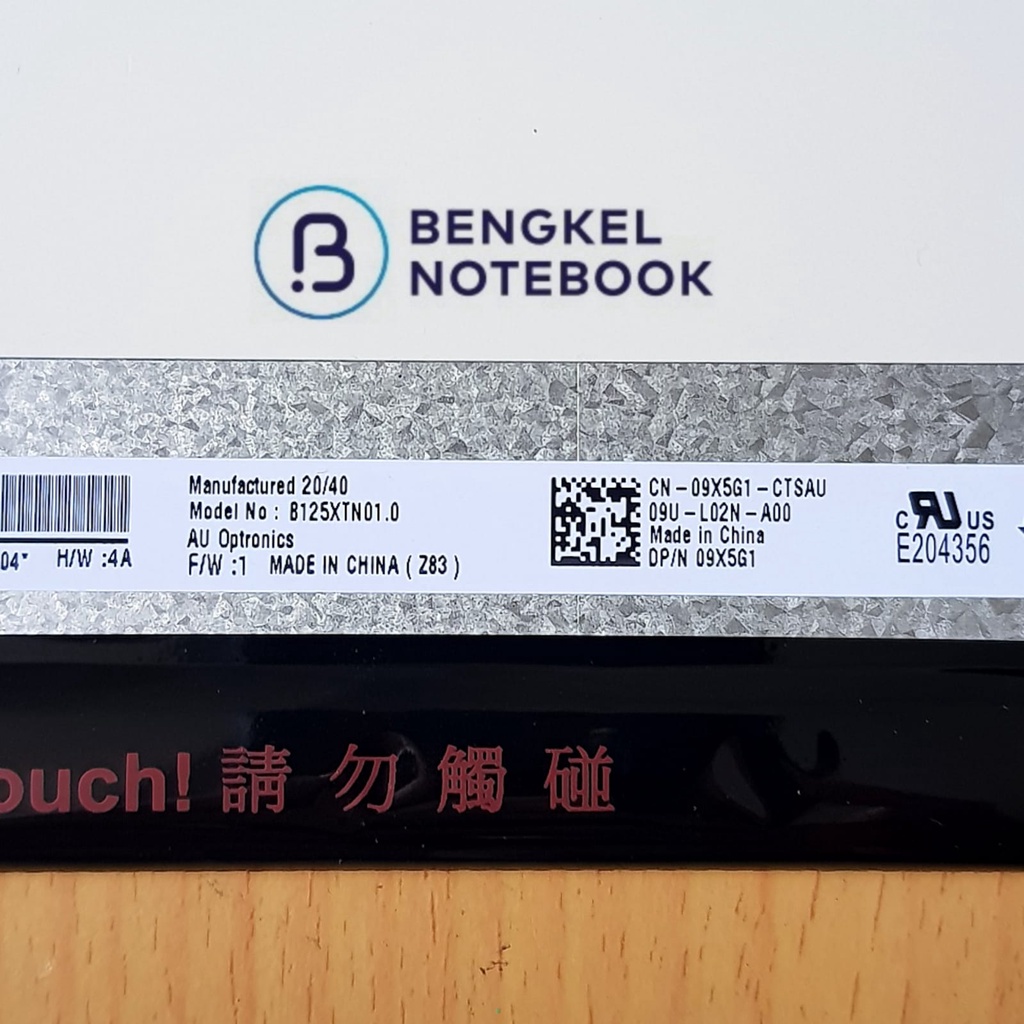 BENGKEL
NOTEBOOK
04"
H/W :4A
Manufactured 20/40
Model No : B125XTN01.0
AU Optronics
F/W :1 MADE IN CHINA ( Z83 )
CN - 09X5G1 - CTSAU
09U - L02N - A00
Made in China
DP/N 09X5G1
c RU US
E204356
ouch! 請勿觸碰